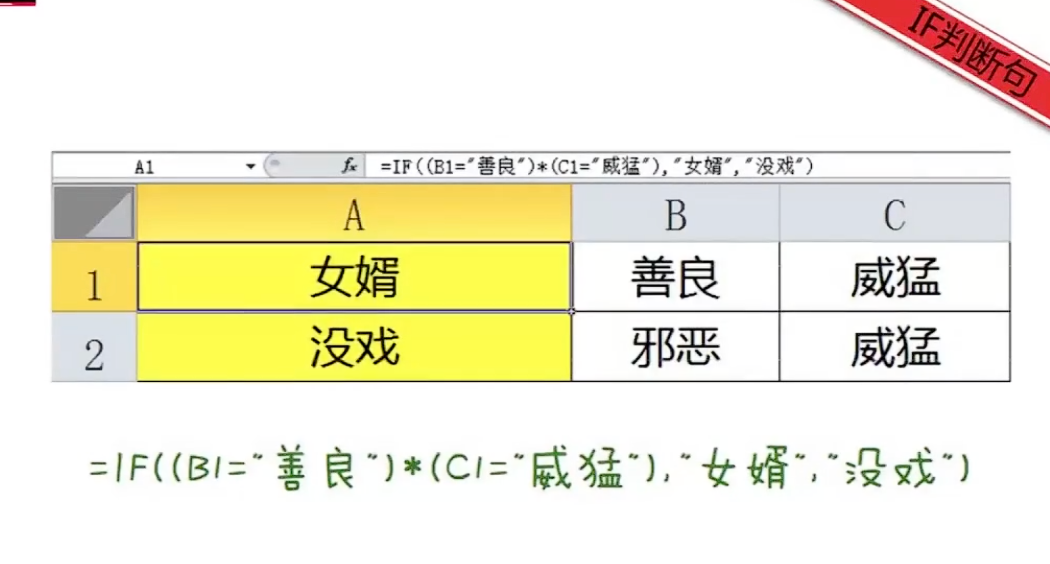 IF判断句
A1 fx =IF((B1="善良")*(C1="威猛"),"女婿","没戏")
A B C
1 女婿 善良 威猛
2 没戏 邪恶 威猛
=IF((B1="善良")*(C1="威猛"),"女婿","没戏")